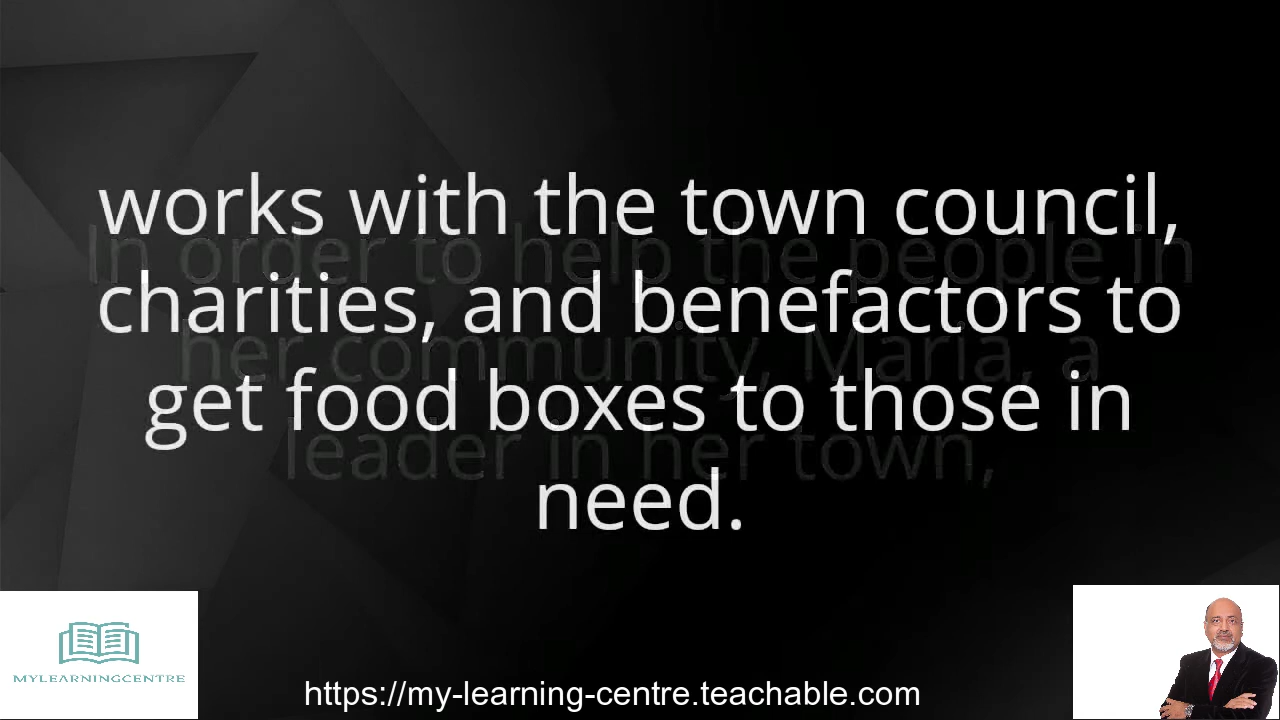 works with the town council,
In order to help the people in
charities, and benefactors to
her community, Maria, a
get food boxes to those in
leader in her town,
need.
MYLEARNINGCENTRE
https://my-learning-centre.teachable.com